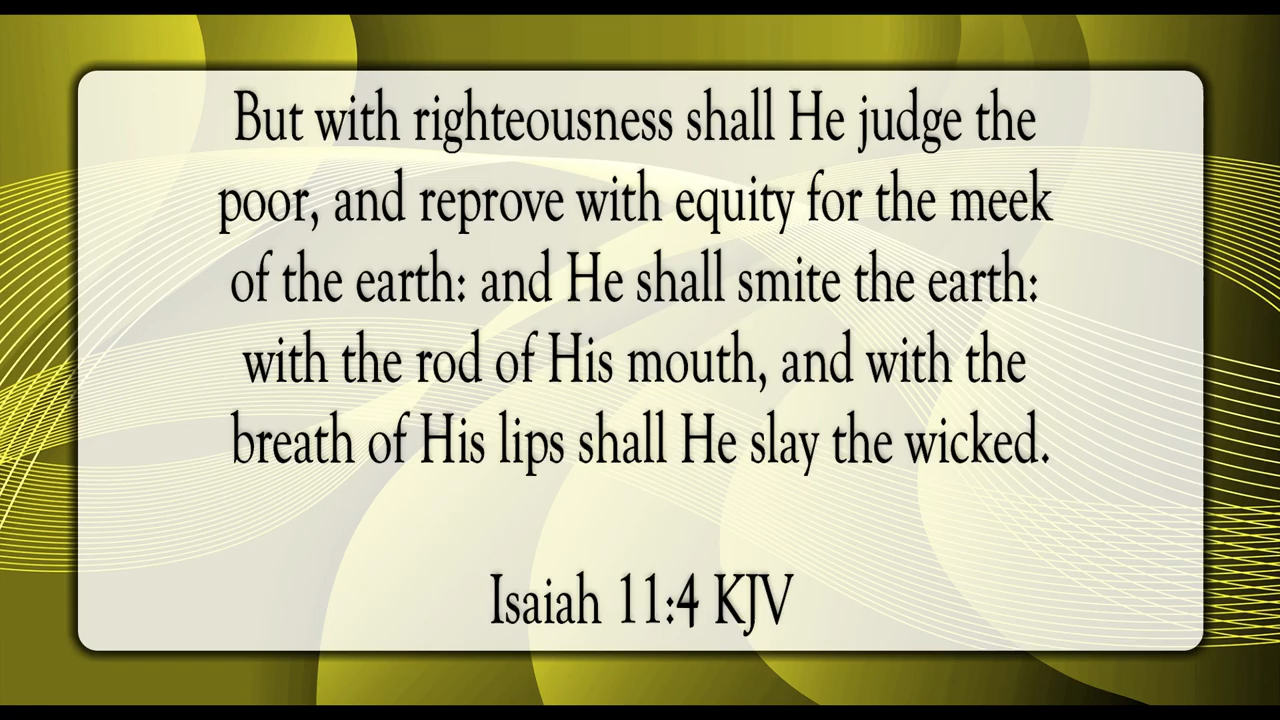 But with righteousness shall He judge the
poor, and reprove with equity for the meek
of the earth: and He shall smite the earth:
with the rod of His mouth, and with the
breath of His lips shall He slay the wicked.
Isaiah 11:4 KJV